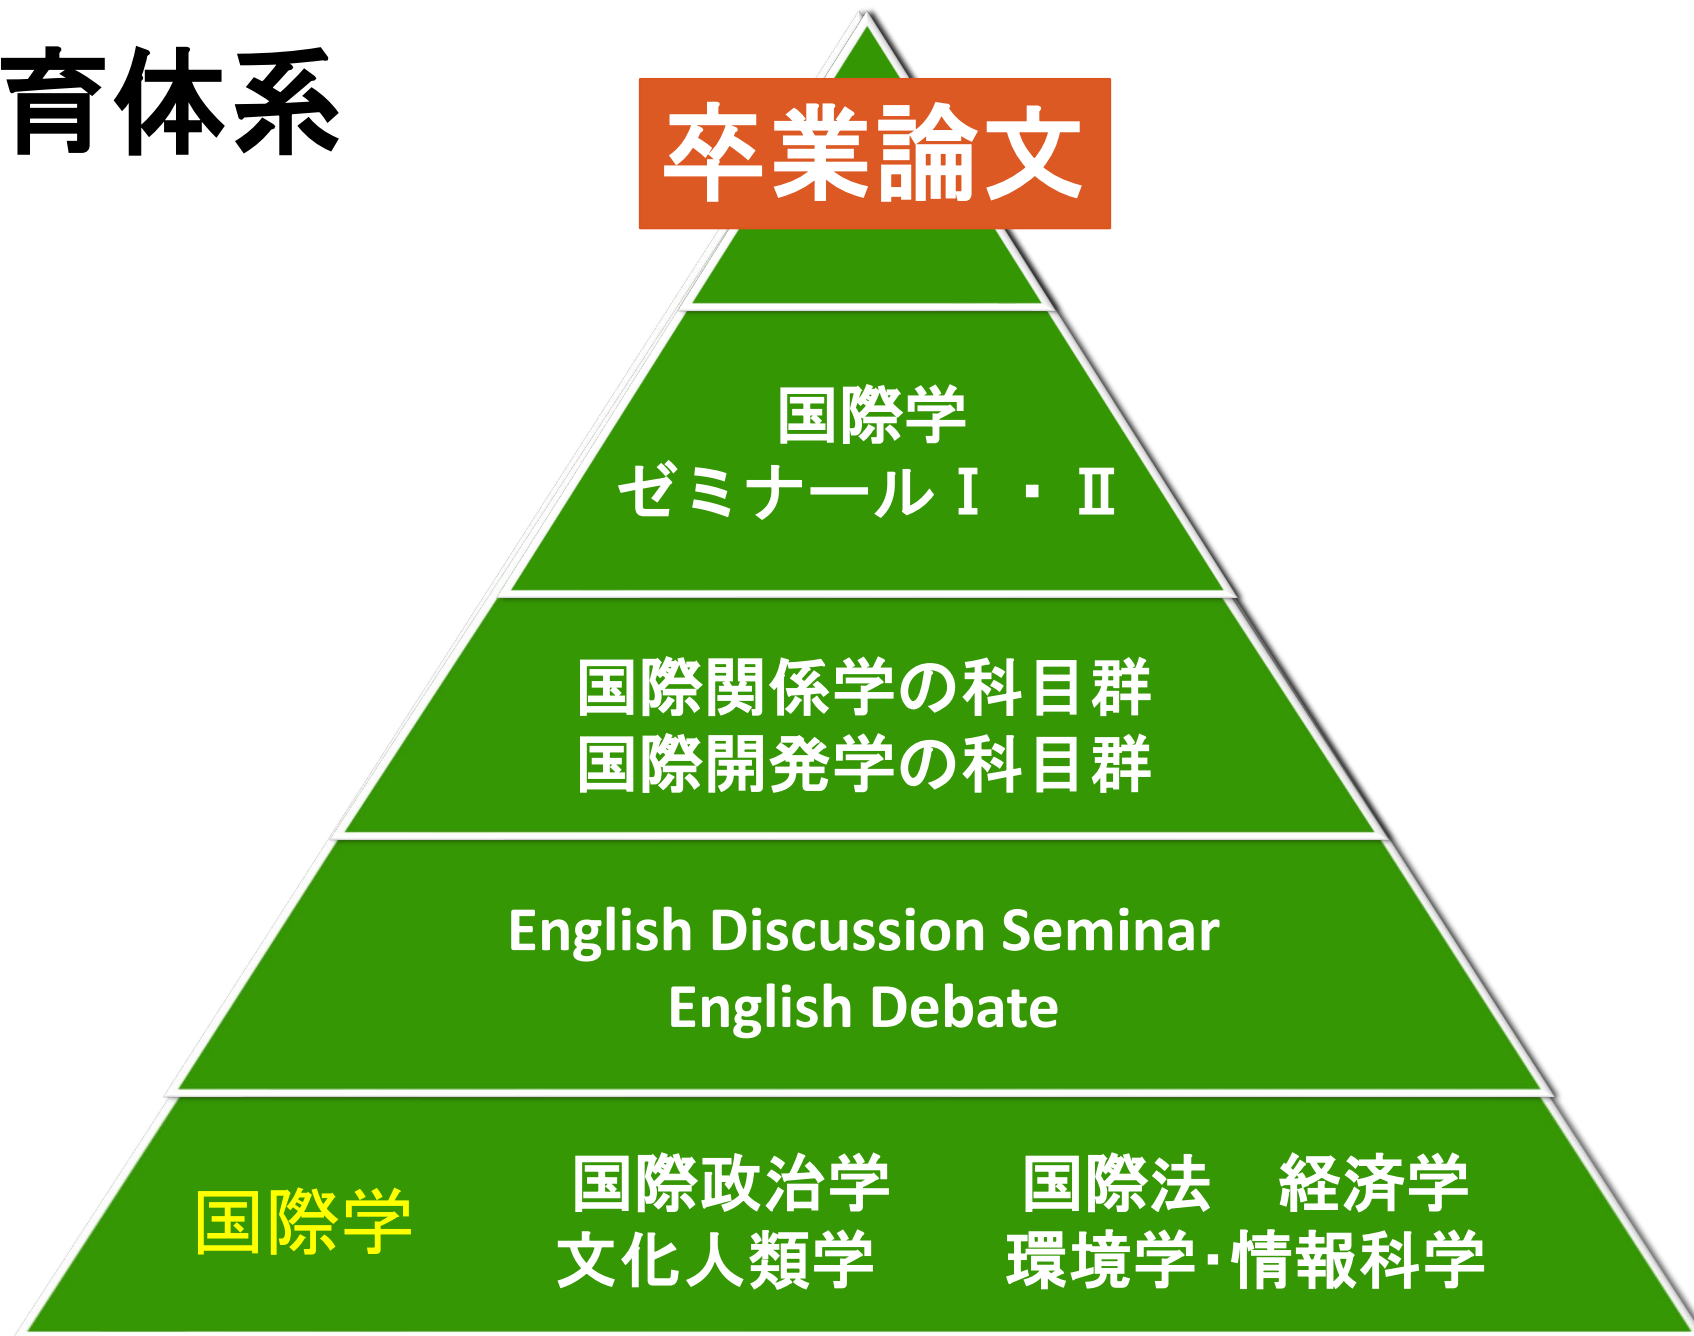 育体系
卒業論文
国際学
ゼミナールⅠ・Ⅱ
国際関係学の科目群
国際開発学の科目群
English Discussion Seminar
English Debate
国際学
国際政治学　国際法　経済学
文化人類学　環境学・情報科学